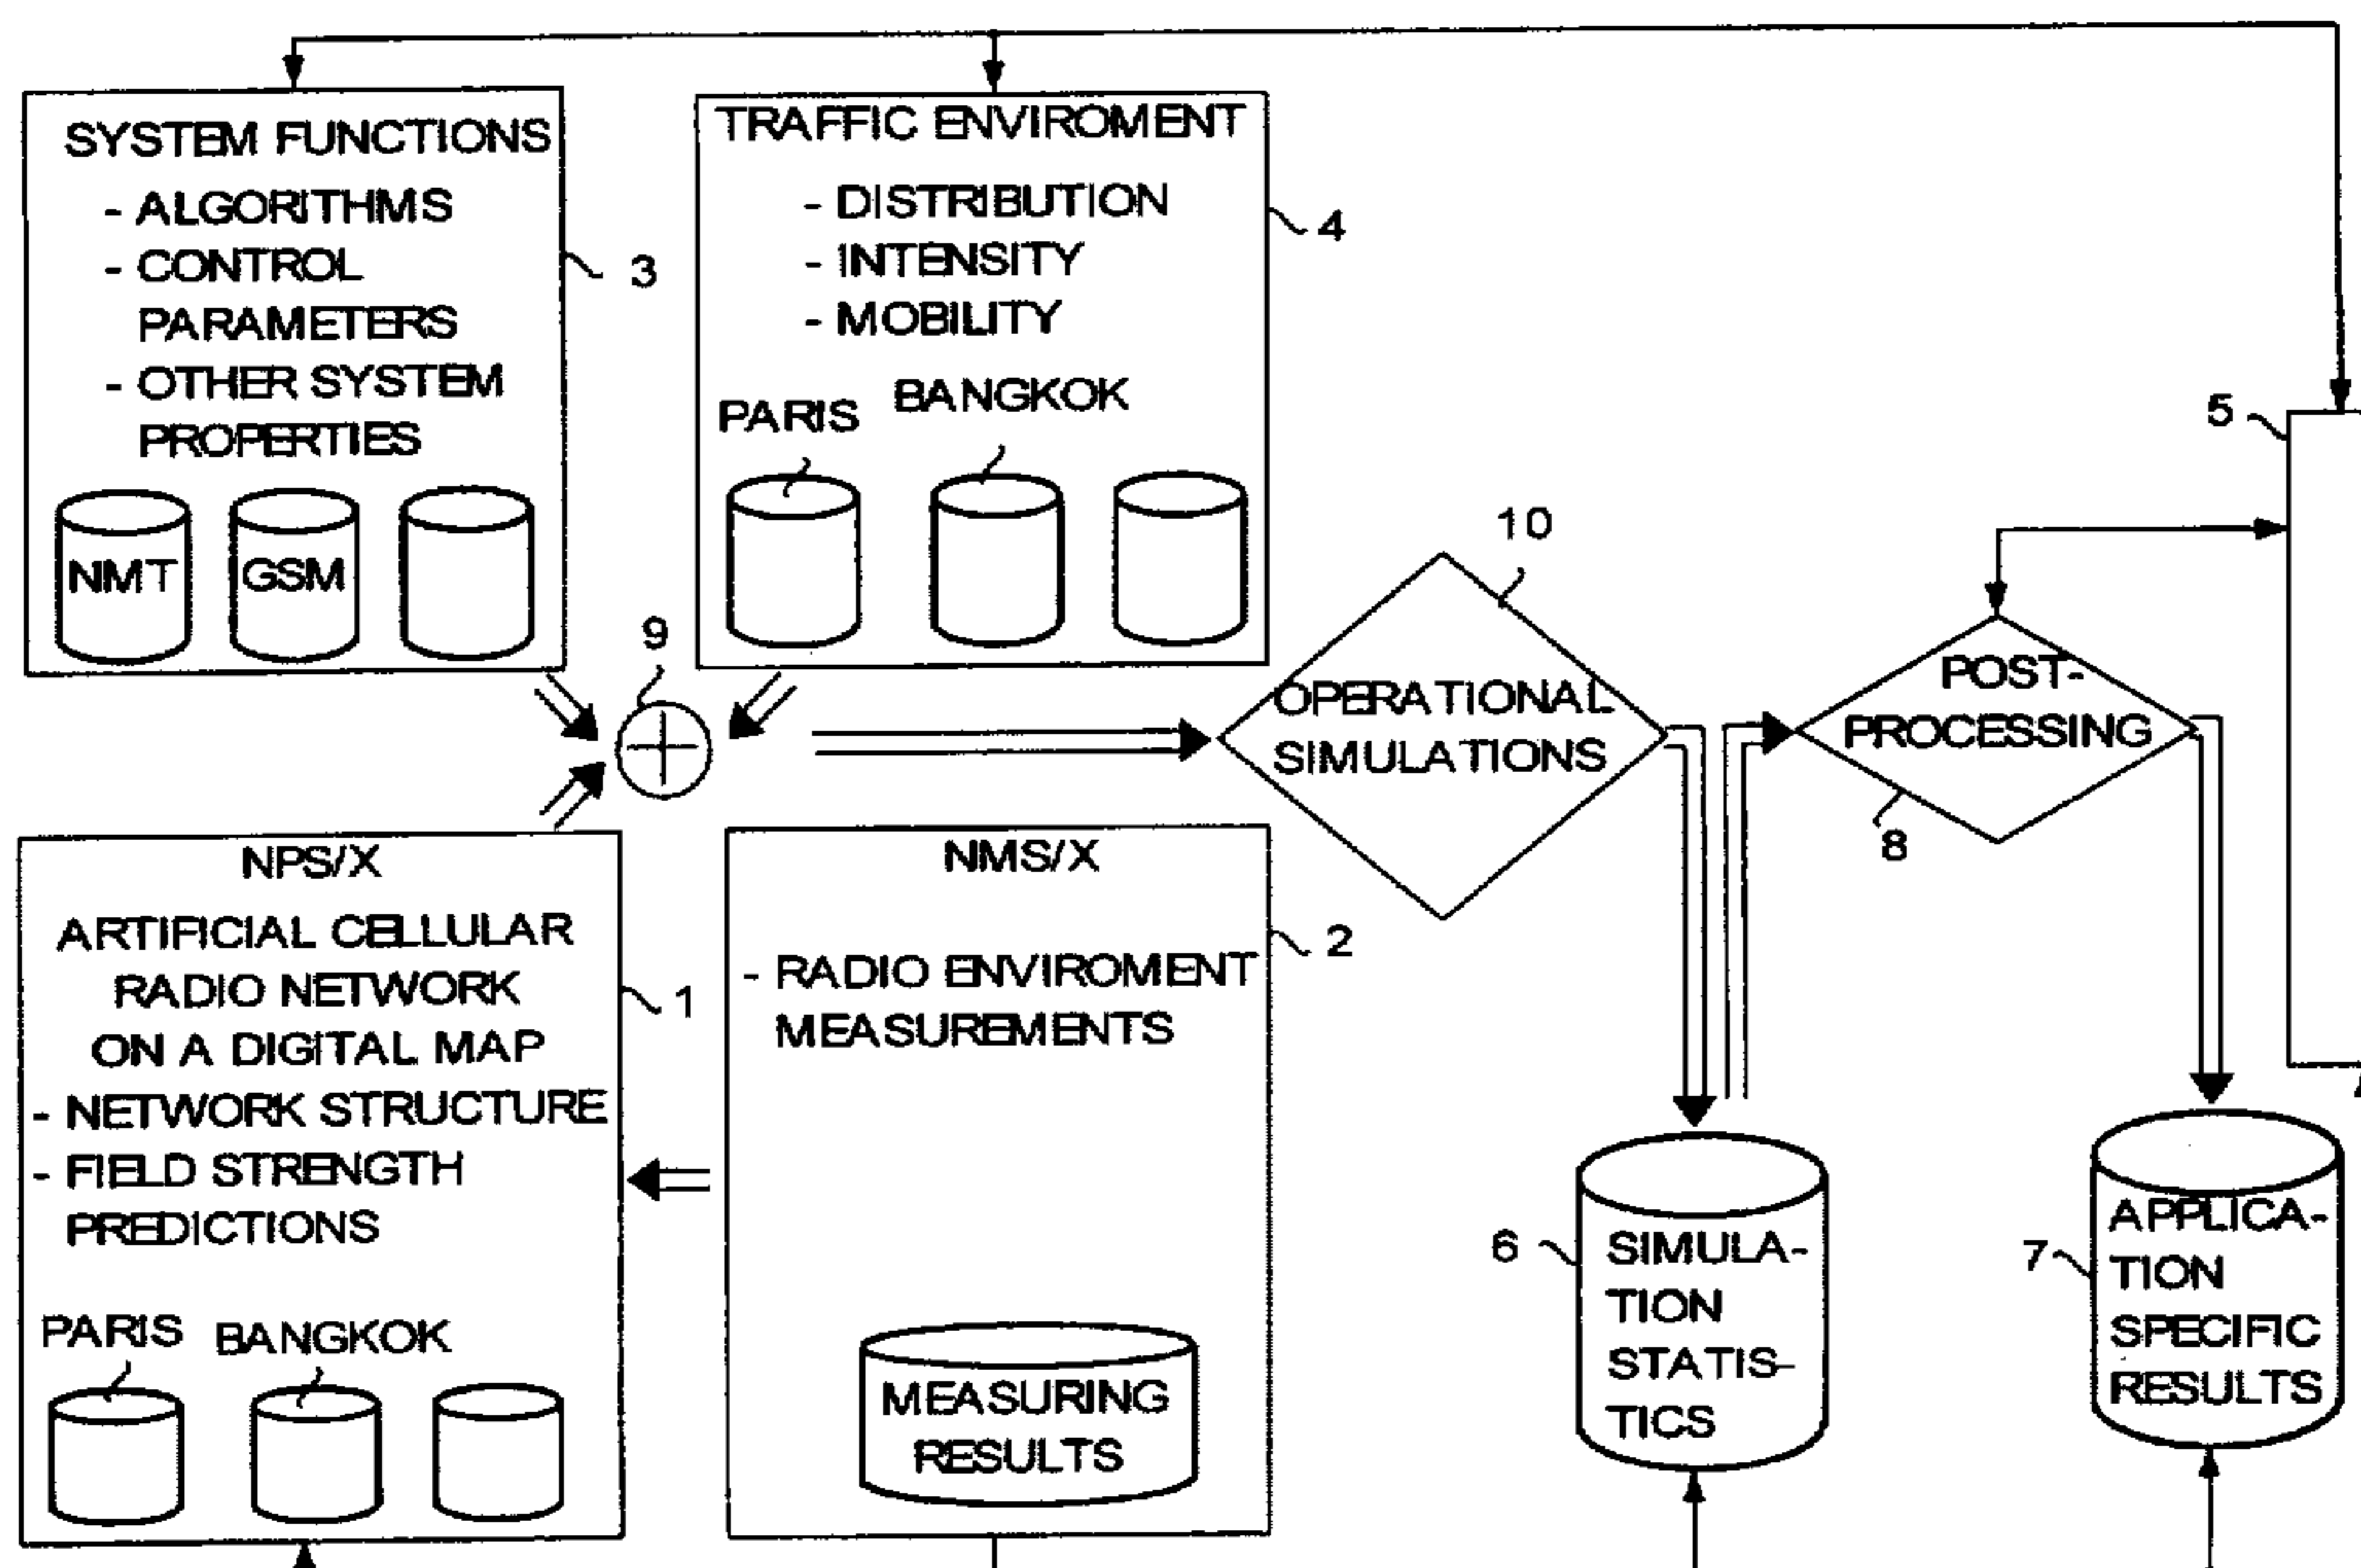 SYSTEM FUNCTIONS
- ALGORITHMS
- CONTROL
PARAMETERS
- OTHER SYSTEM
PROPERTIES
NMT
GSM
3
TRAFFIC ENVIROMENT
- DISTRIBUTION
- INTENSITY
- MOBILITY
PARIS
BANGKOK
4
5
9
10
OPERATIONAL
SIMULATIONS
POST-
PROCESSING
8
NPS/X
ARTIFICIAL CELLULAR
RADIO NETWORK
ON A DIGITAL MAP
- NETWORK STRUCTURE
- FIELD STRENGTH
PREDICTIONS
PARIS
BANGKOK
1
NMS/X
- RADIO ENVIROMENT
MEASUREMENTS
MEASURING
RESULTS
2
6
SIMULA-
TION
STATIS-
TICS
7
APPLICA-
TION
SPECIFIC
RESULTS